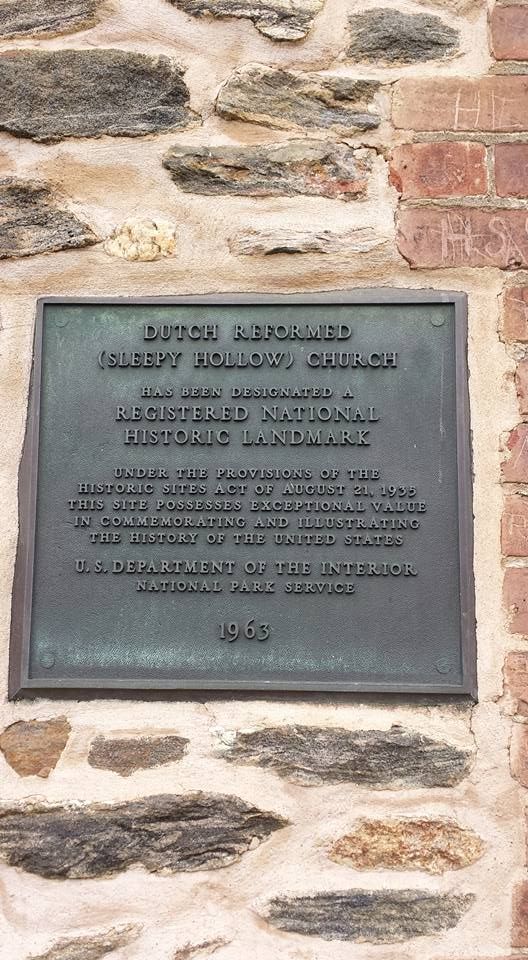 DUTCH REFORMED
(SLEEPY HOLLOW) CHURCH
HAS BEEN DESIGNATED A
REGISTERED NATIONAL
HISTORIC LANDMARK
UNDER THE PROVISIONS OF THE
HISTORIC SITES ACT OF AUGUST 21, 1935
THIS SITE POSSESSES EXCEPTIONAL VALUE
IN COMMEMORATING AND ILLUSTRATING
THE HISTORY OF THE UNITED STATES
U.S. DEPARTMENT OF THE INTERIOR
NATIONAL PARK SERVICE
1963